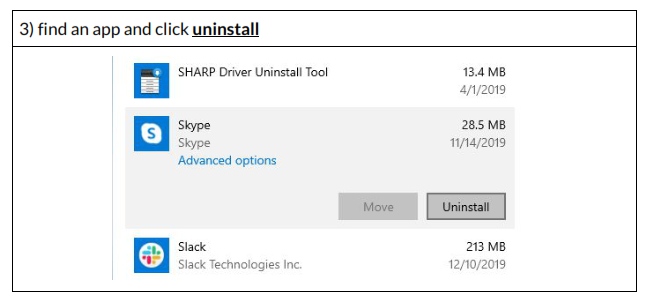 3) find an app and click uninstall
SHARP Driver Uninstall Tool 13.4 MB
4/1/2019
Skype 28.5 MB
Skype 11/14/2019
Advanced options
Move Uninstall
Slack 213 MB
Slack Technologies Inc. 12/10/2019